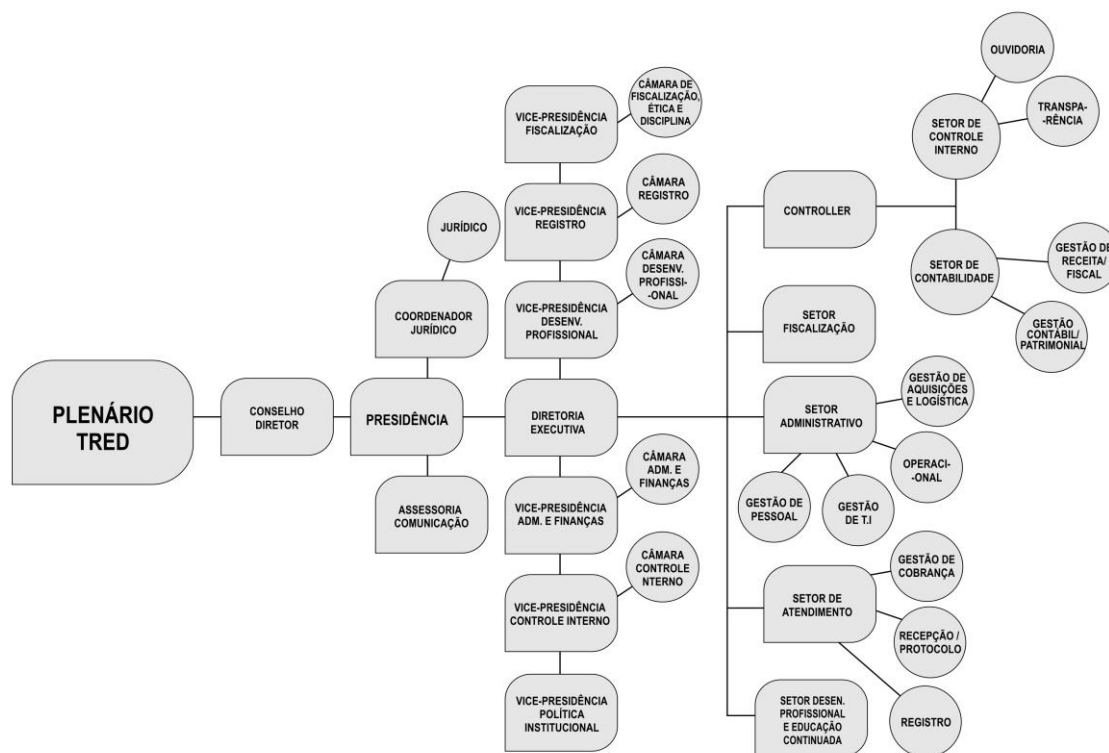 PLENÁRIO
TRED
CONSELHO
DIRETOR
JURÍDICO
COORDENADOR
JURÍDICO
PRESIDÊNCIA
ASSESSORIA
COMUNICAÇÃO
VICE-PRESIDÊNCIA
FISCALIZAÇÃO
CÂMARA DE
FISCALIZAÇÃO,
ÉTICA E
DISCIPLINA
VICE-PRESIDÊNCIA
REGISTRO
CÂMARA
REGISTRO
VICE-PRESIDÊNCIA
DESENV.
PROFISSIONAL
CÂMARA
DESENV.
PROFISSI-
-ONAL
DIRETORIA
EXECUTIVA
VICE-PRESIDÊNCIA
ADM. E FINANÇAS
CÂMARA
ADM. E
FINANÇAS
VICE-PRESIDÊNCIA
CONTROLE INTERNO
CÂMARA
CONTROLE
NTERNO
VICE-PRESIDÊNCIA
POLÍTICA
INSTITUCIONAL
CONTROLLER
SETOR DE
CONTROLE
INTERNO
OUVIDORIA
TRANSPA-
-RÊNCIA
SETOR DE
CONTABILIDADE
GESTÃO DE
RECEITA/
FISCAL
GESTÃO
CONTÁBIL/
PATRIMONIAL
SETOR
FISCALIZAÇÃO
SETOR
ADMINISTRATIVO
GESTÃO DE
AQUISIÇÕES
E LOGÍSTICA
OPERACI-
-ONAL
GESTÃO DE
PESSOAL
GESTÃO
DE T.I
SETOR DE
ATENDIMENTO
GESTÃO DE
COBRANÇA
RECEPÇÃO /
PROTOCOLO
REGISTRO
SETOR DESEN.
PROFISSIONAL
E EDUCAÇÃO
CONTINUADA